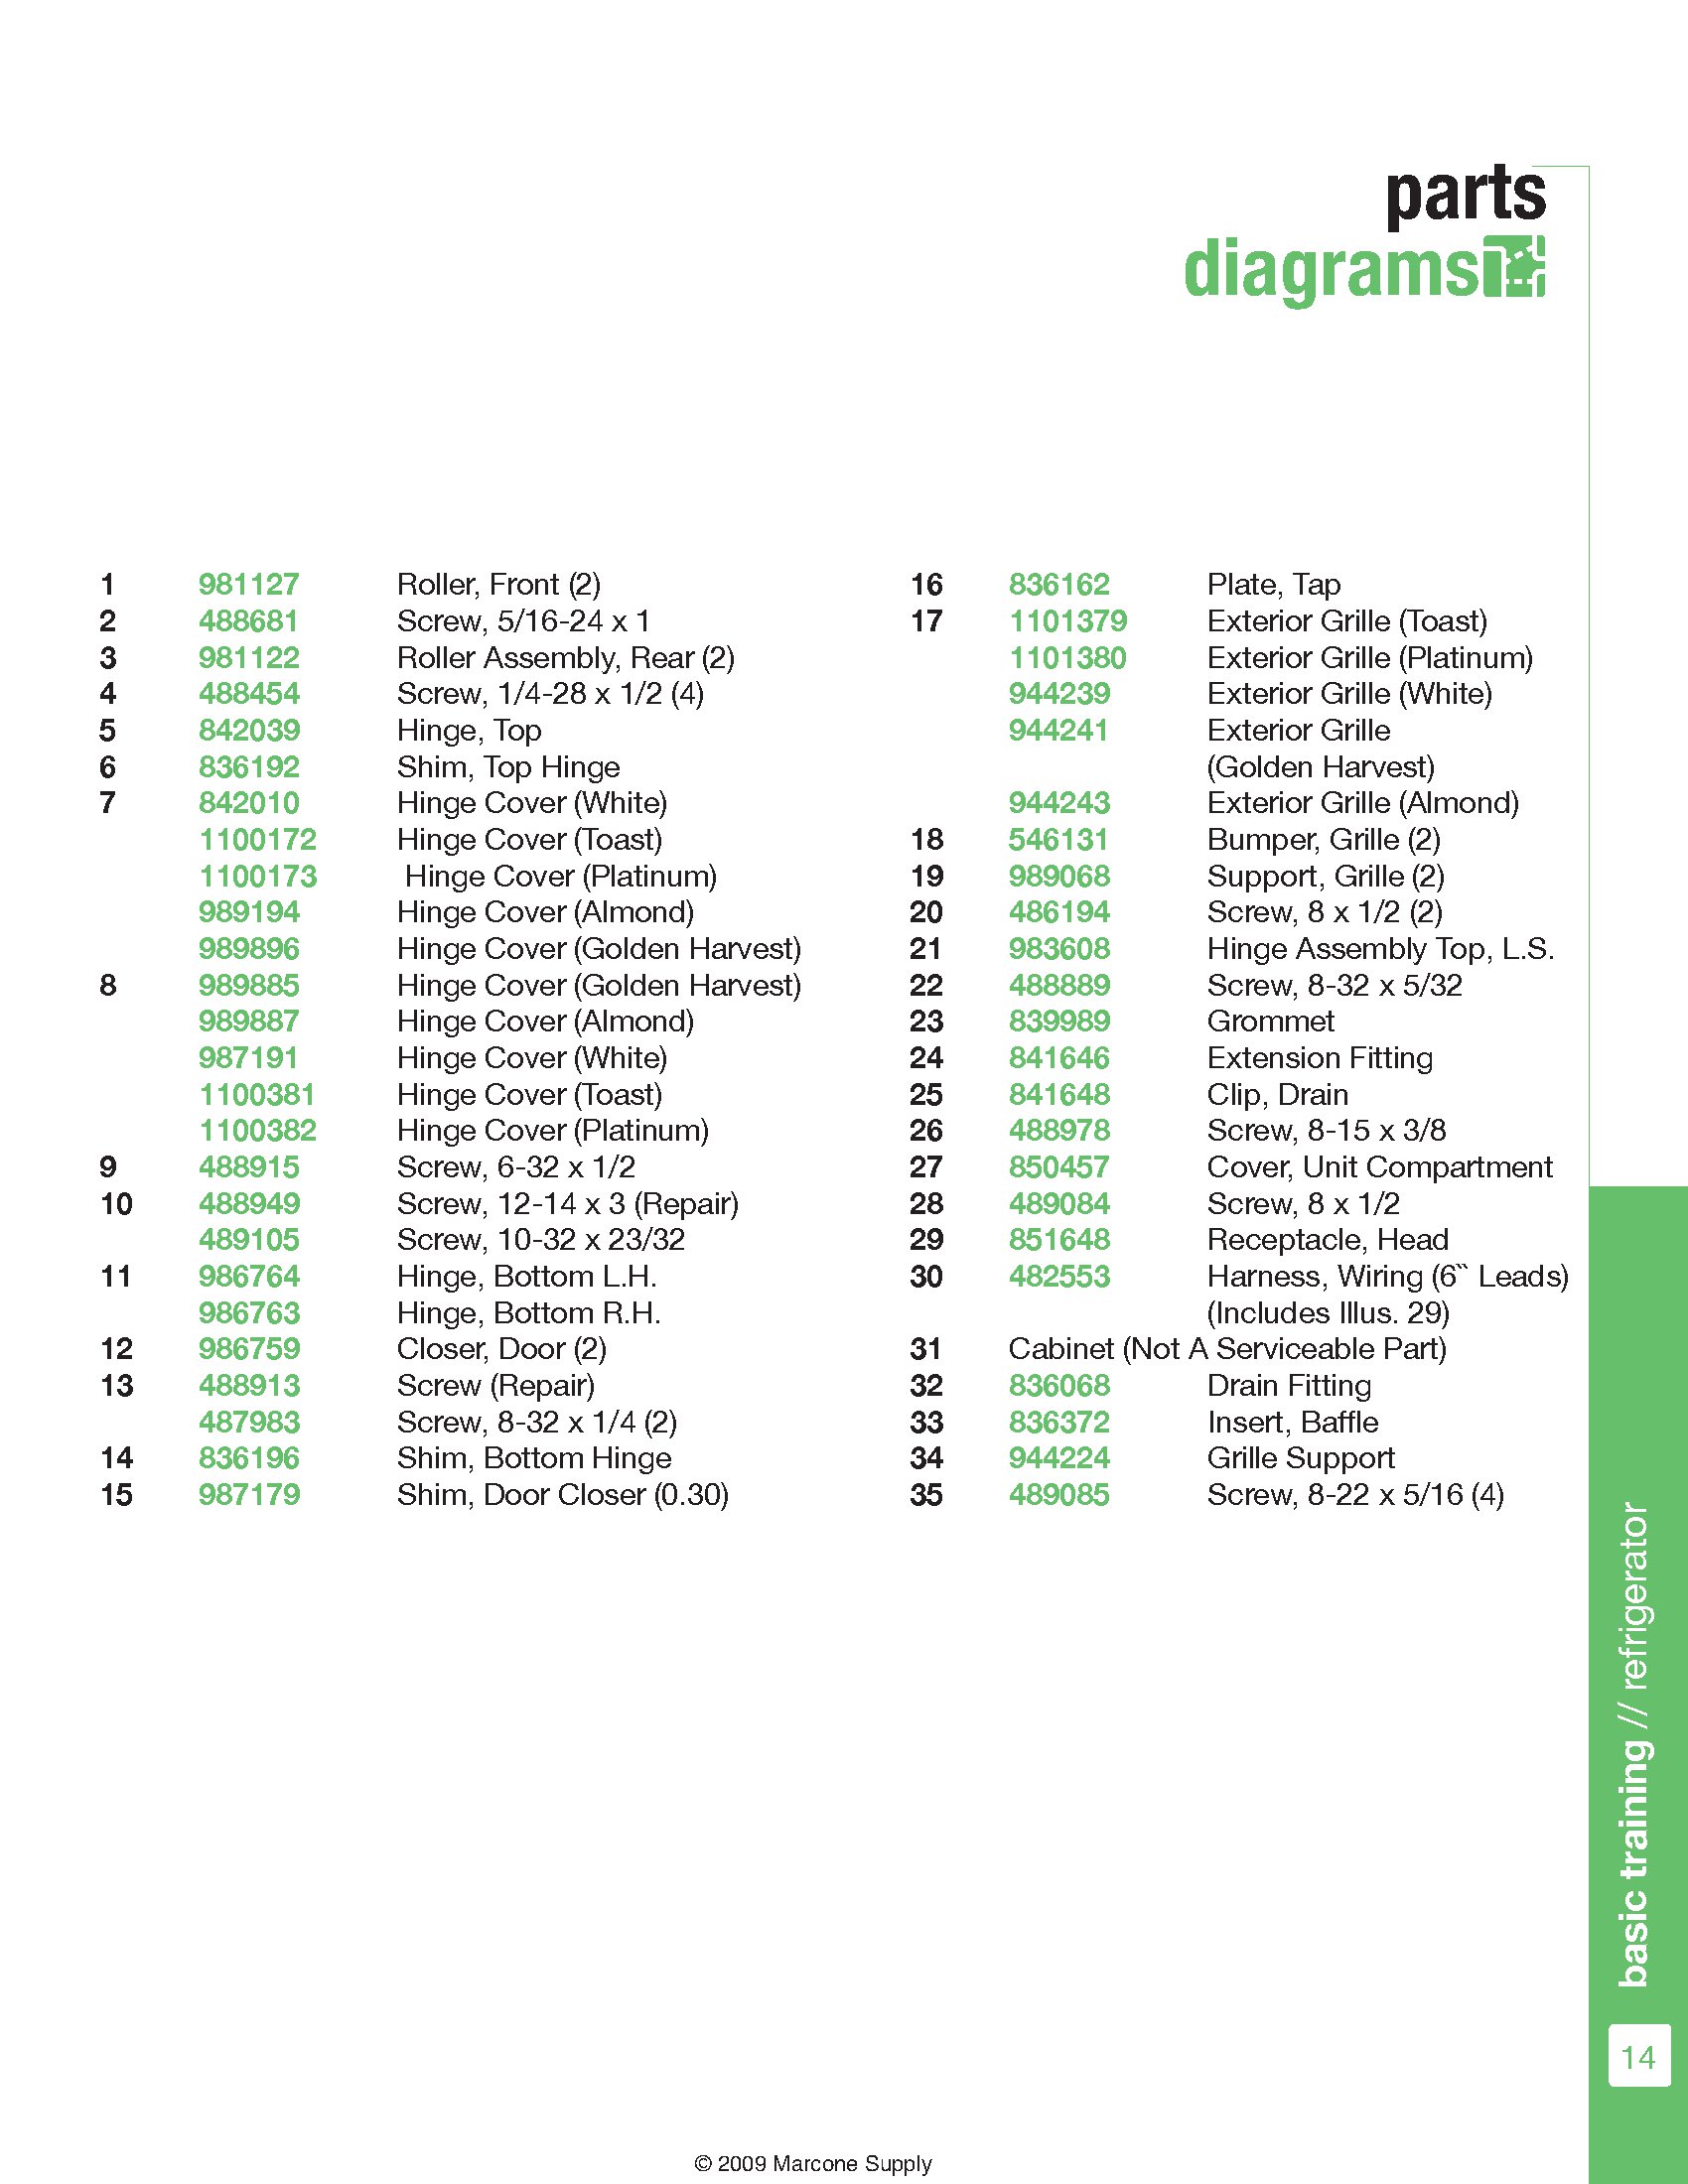 parts
diagrams
1 981127 Roller, Front (2)
2 488681 Screw, 5/16-24 x 1
3 981122 Roller Assembly, Rear (2)
4 488454 Screw, 1/4-28 x 1/2 (4)
5 842039 Hinge, Top
6 836192 Shim, Top Hinge
7 842010 Hinge Cover (White)
1100172 Hinge Cover (Toast)
1100173 Hinge Cover (Platinum)
989194 Hinge Cover (Almond)
989896 Hinge Cover (Golden Harvest)
8 989885 Hinge Cover (Golden Harvest)
989887 Hinge Cover (Almond)
987191 Hinge Cover (White)
1100381 Hinge Cover (Toast)
1100382 Hinge Cover (Platinum)
9 488915 Screw, 6-32 x 1/2
10 488949 Screw, 12-14 x 3 (Repair)
489105 Screw, 10-32 x 23/32
11 986764 Hinge, Bottom L.H.
986763 Hinge, Bottom R.H.
12 986759 Closer, Door (2)
13 488913 Screw (Repair)
487983 Screw, 8-32 x 1/4 (2)
14 836196 Shim, Bottom Hinge
15 987179 Shim, Door Closer (0.30)
16 836162 Plate, Tap
17 1101379 Exterior Grille (Toast)
1101380 Exterior Grille (Platinum)
944239 Exterior Grille (White)
944241 Exterior Grille
(Golden Harvest)
944243 Exterior Grille (Almond)
18 546131 Bumper, Grille (2)
19 989068 Support, Grille (2)
20 486194 Screw, 8 x 1/2 (2)
21 983608 Hinge Assembly Top, L.S.
22 488889 Screw, 8-32 x 5/32
23 839989 Grommet
24 841646 Extension Fitting
25 841648 Clip, Drain
26 488978 Screw, 8-15 x 3/8
27 850457 Cover, Unit Compartment
28 489084 Screw, 8 x 1/2
29 851648 Receptacle, Head
30 482553 Harness, Wiring (6‶ Leads)
(Includes Illus. 29)
31 Cabinet (Not A Serviceable Part)
32 836068 Drain Fitting
33 836372 Insert, Baffle
34 944224 Grille Support
35 489085 Screw, 8-22 x 5/16 (4)
basic training // refrigerator
14
© 2009 Marcone Supply